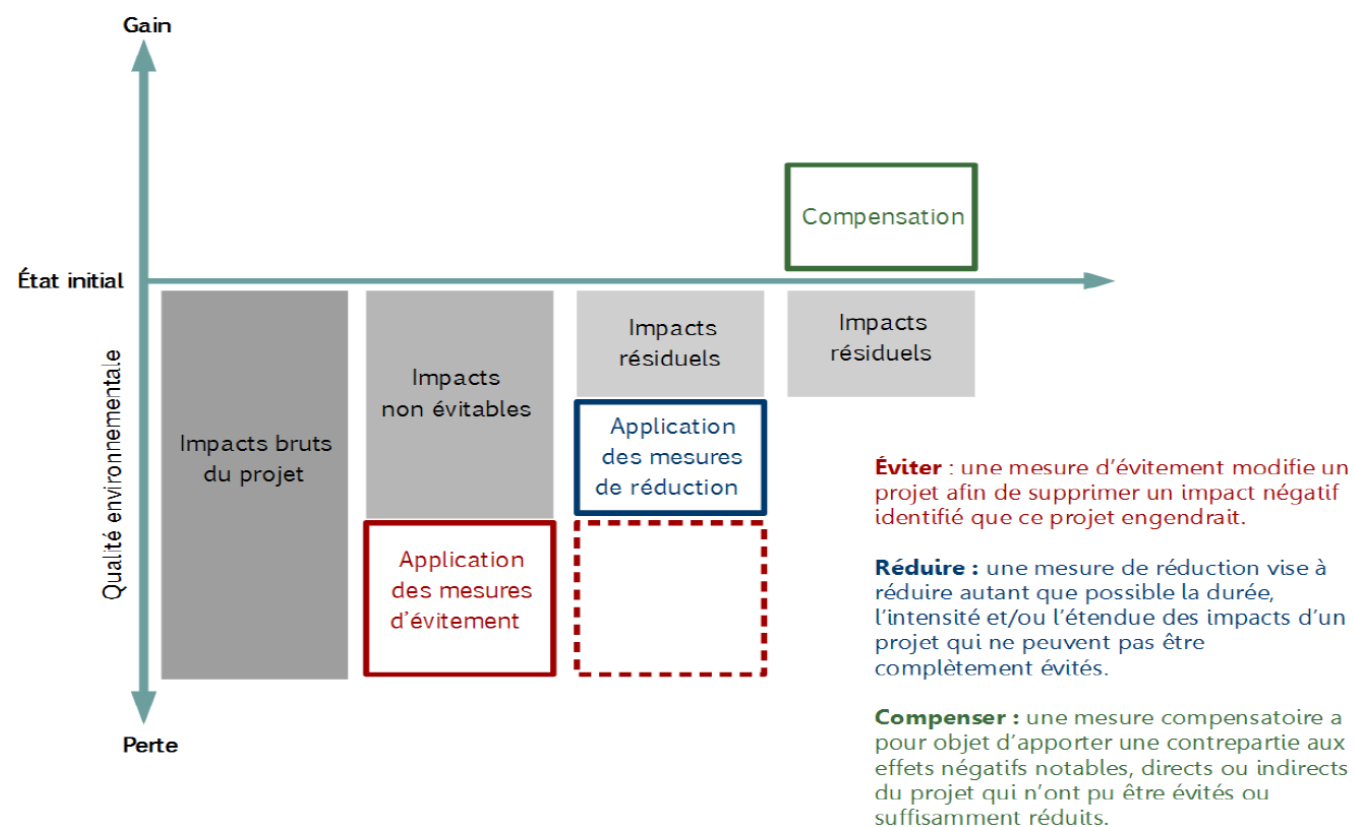 Gain
Compensation
État initial
Qualité environnementale
Impacts bruts
du projet
Impacts
non évitables
Application
des mesures
d'évitement
Impacts
résiduels
Application
des mesures
de réduction
Impacts
résiduels
Perte
Éviter : une mesure d'évitement modifie un
projet afin de supprimer un impact négatif
identifié que ce projet engendrait.
Réduire : une mesure de réduction vise à
réduire autant que possible la durée,
l'intensité et/ou l'étendue des impacts d'un
projet qui ne peuvent pas être
complètement évités.
Compenser : une mesure compensatoire a
pour objet d'apporter une contrepartie aux
effets négatifs notables, directs ou indirects
du projet qui n'ont pu être évités ou
suffisamment réduits.